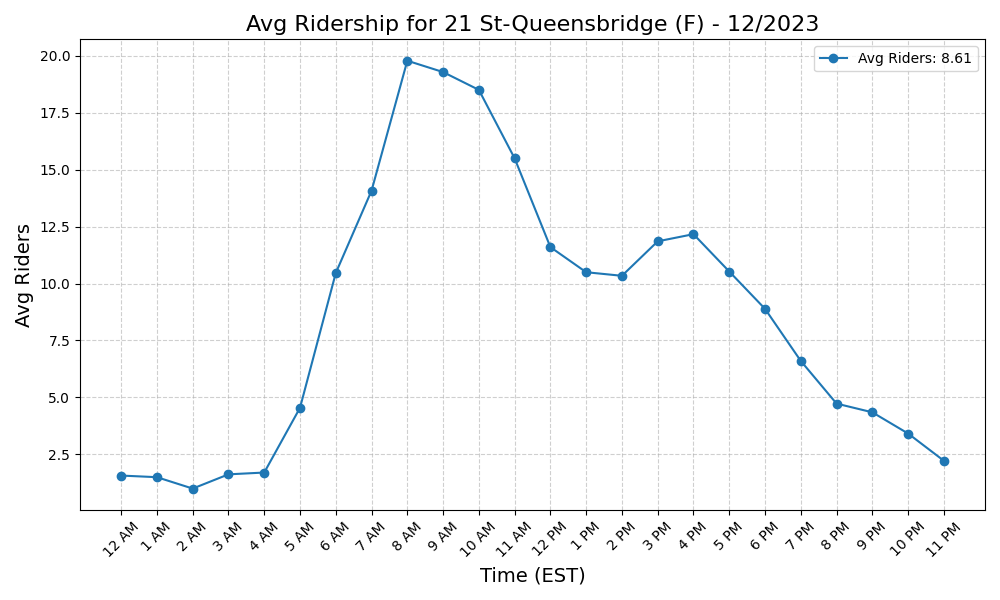 Avg Ridership for 21 St-Queensbridge (F) - 12/2023
Avg Riders: 8.61
Avg Riders
20.0
17.5
15.0
12.5
10.0
7.5
5.0
2.5
12 AM
1 AM
2 AM
3 AM
4 AM
5 AM
6 AM
7 AM
8 AM
9 AM
10 AM
11 AM
12 PM
1 PM
2 PM
3 PM
4 PM
5 PM
6 PM
7 PM
8 PM
9 PM
10 PM
11 PM
Time (EST)